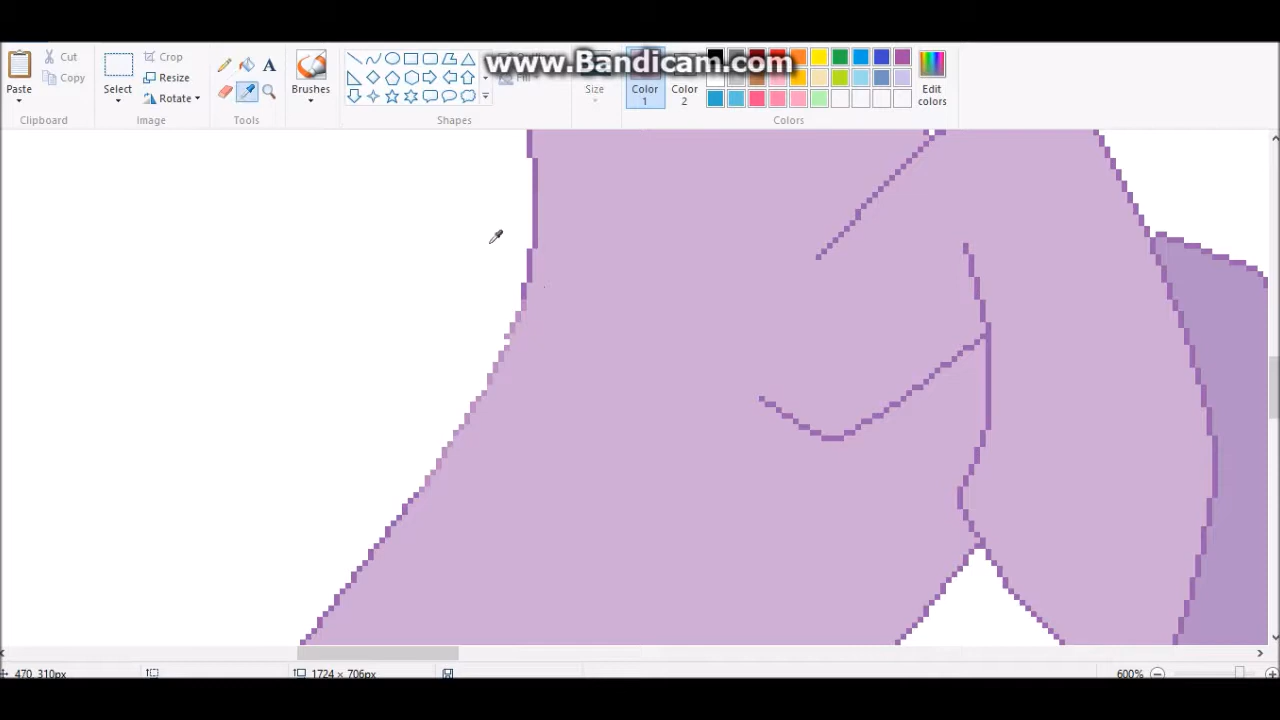 www.Bandicam.com
Cut
Copy
Paste
Clipboard
Crop
Resize
Rotate
Select
Image
A
Tools
Brushes
Fill
Shapes
Size
Color
1
Color
2
Edit
colors
Colors
470, 310px
1724 × 706px
600%